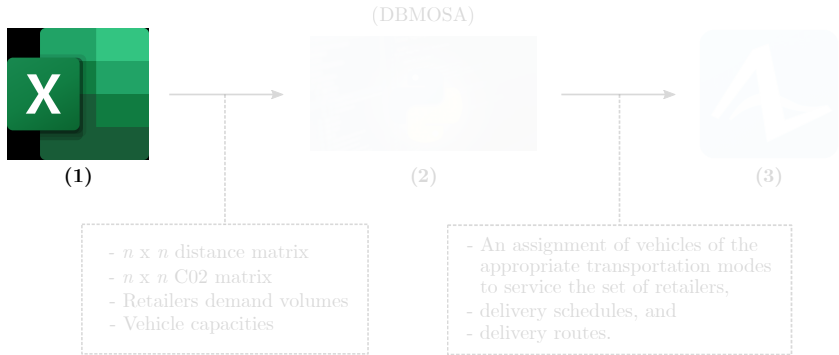 (DBMOSA)
X
(1)
(2)
(3)
- n x n distance matrix
- n x n C02 matrix
- Retailers demand volumes
- Vehicle capacities
- An assignment of vehicles of the
appropriate transportation modes
to service the set of retailers,
- delivery schedules, and
- delivery routes.